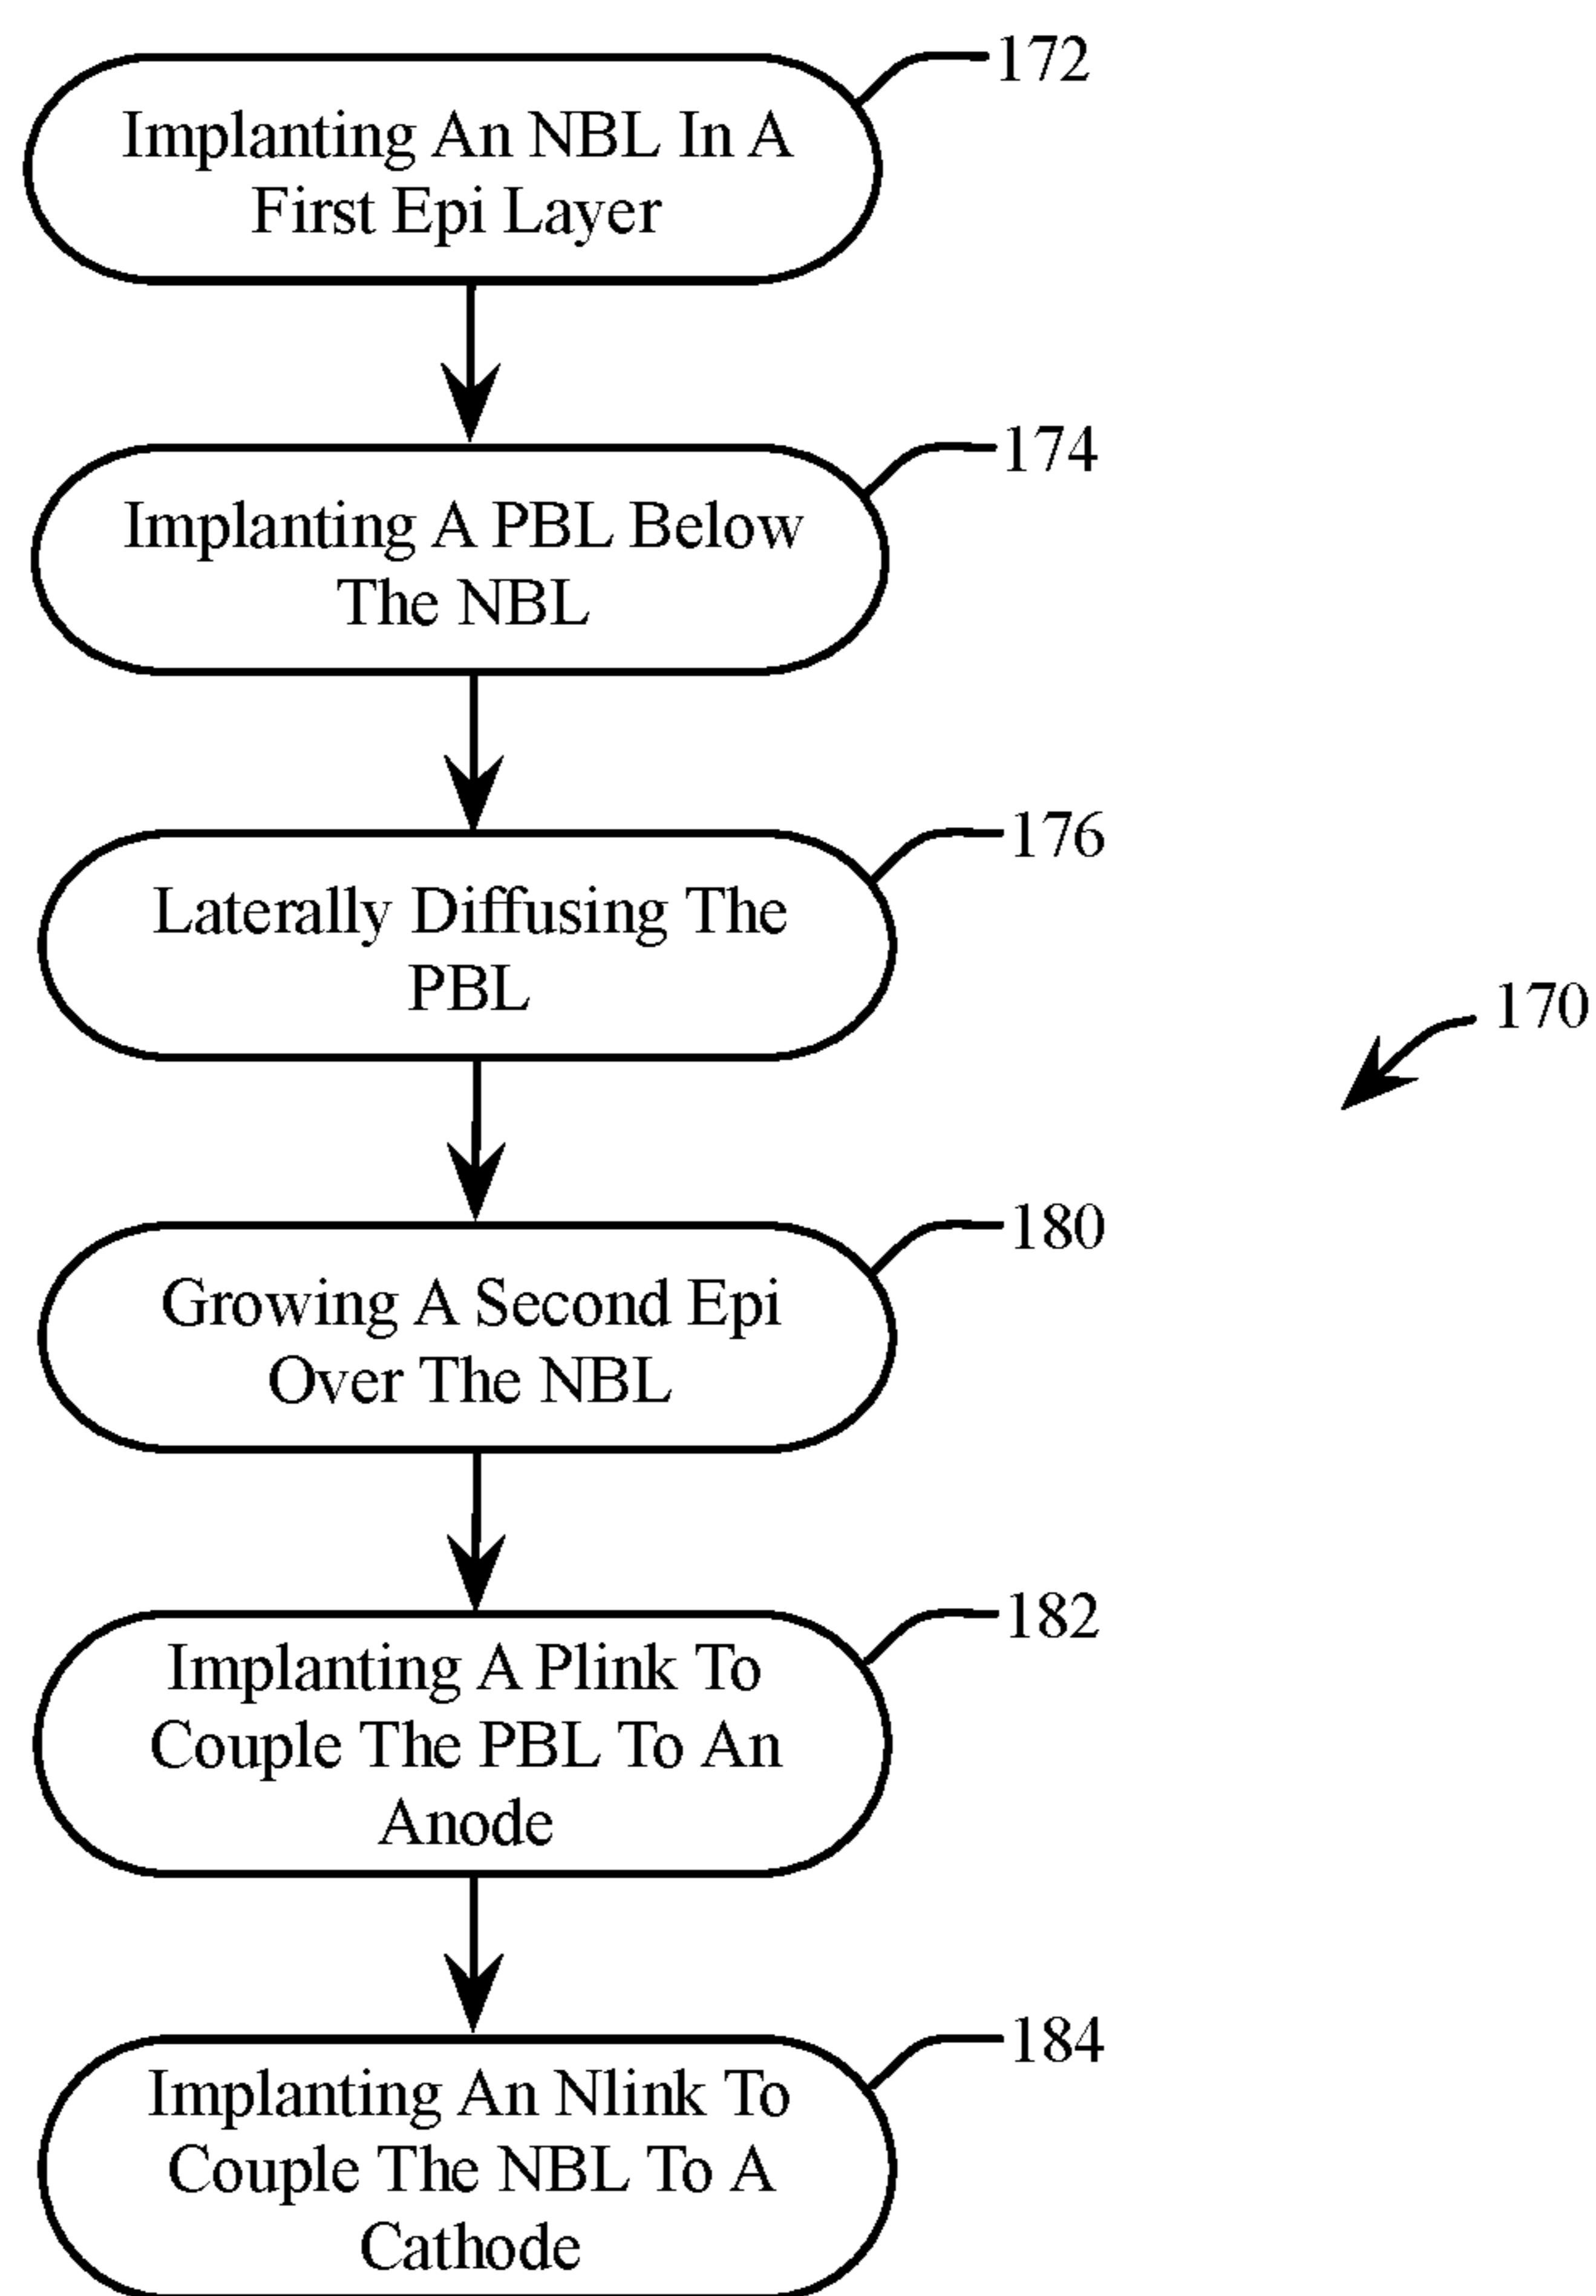 172
Implanting An NBL In A
First Epi Layer
174
Implanting A PBL Below
The NBL
176
Laterally Diffusing The
PBL
170
180
Growing A Second Epi
Over The NBL
182
Implanting A Plink To
Couple The PBL To An
Anode
184
Implanting An Nlink To
Couple The NBL To A
Cathode